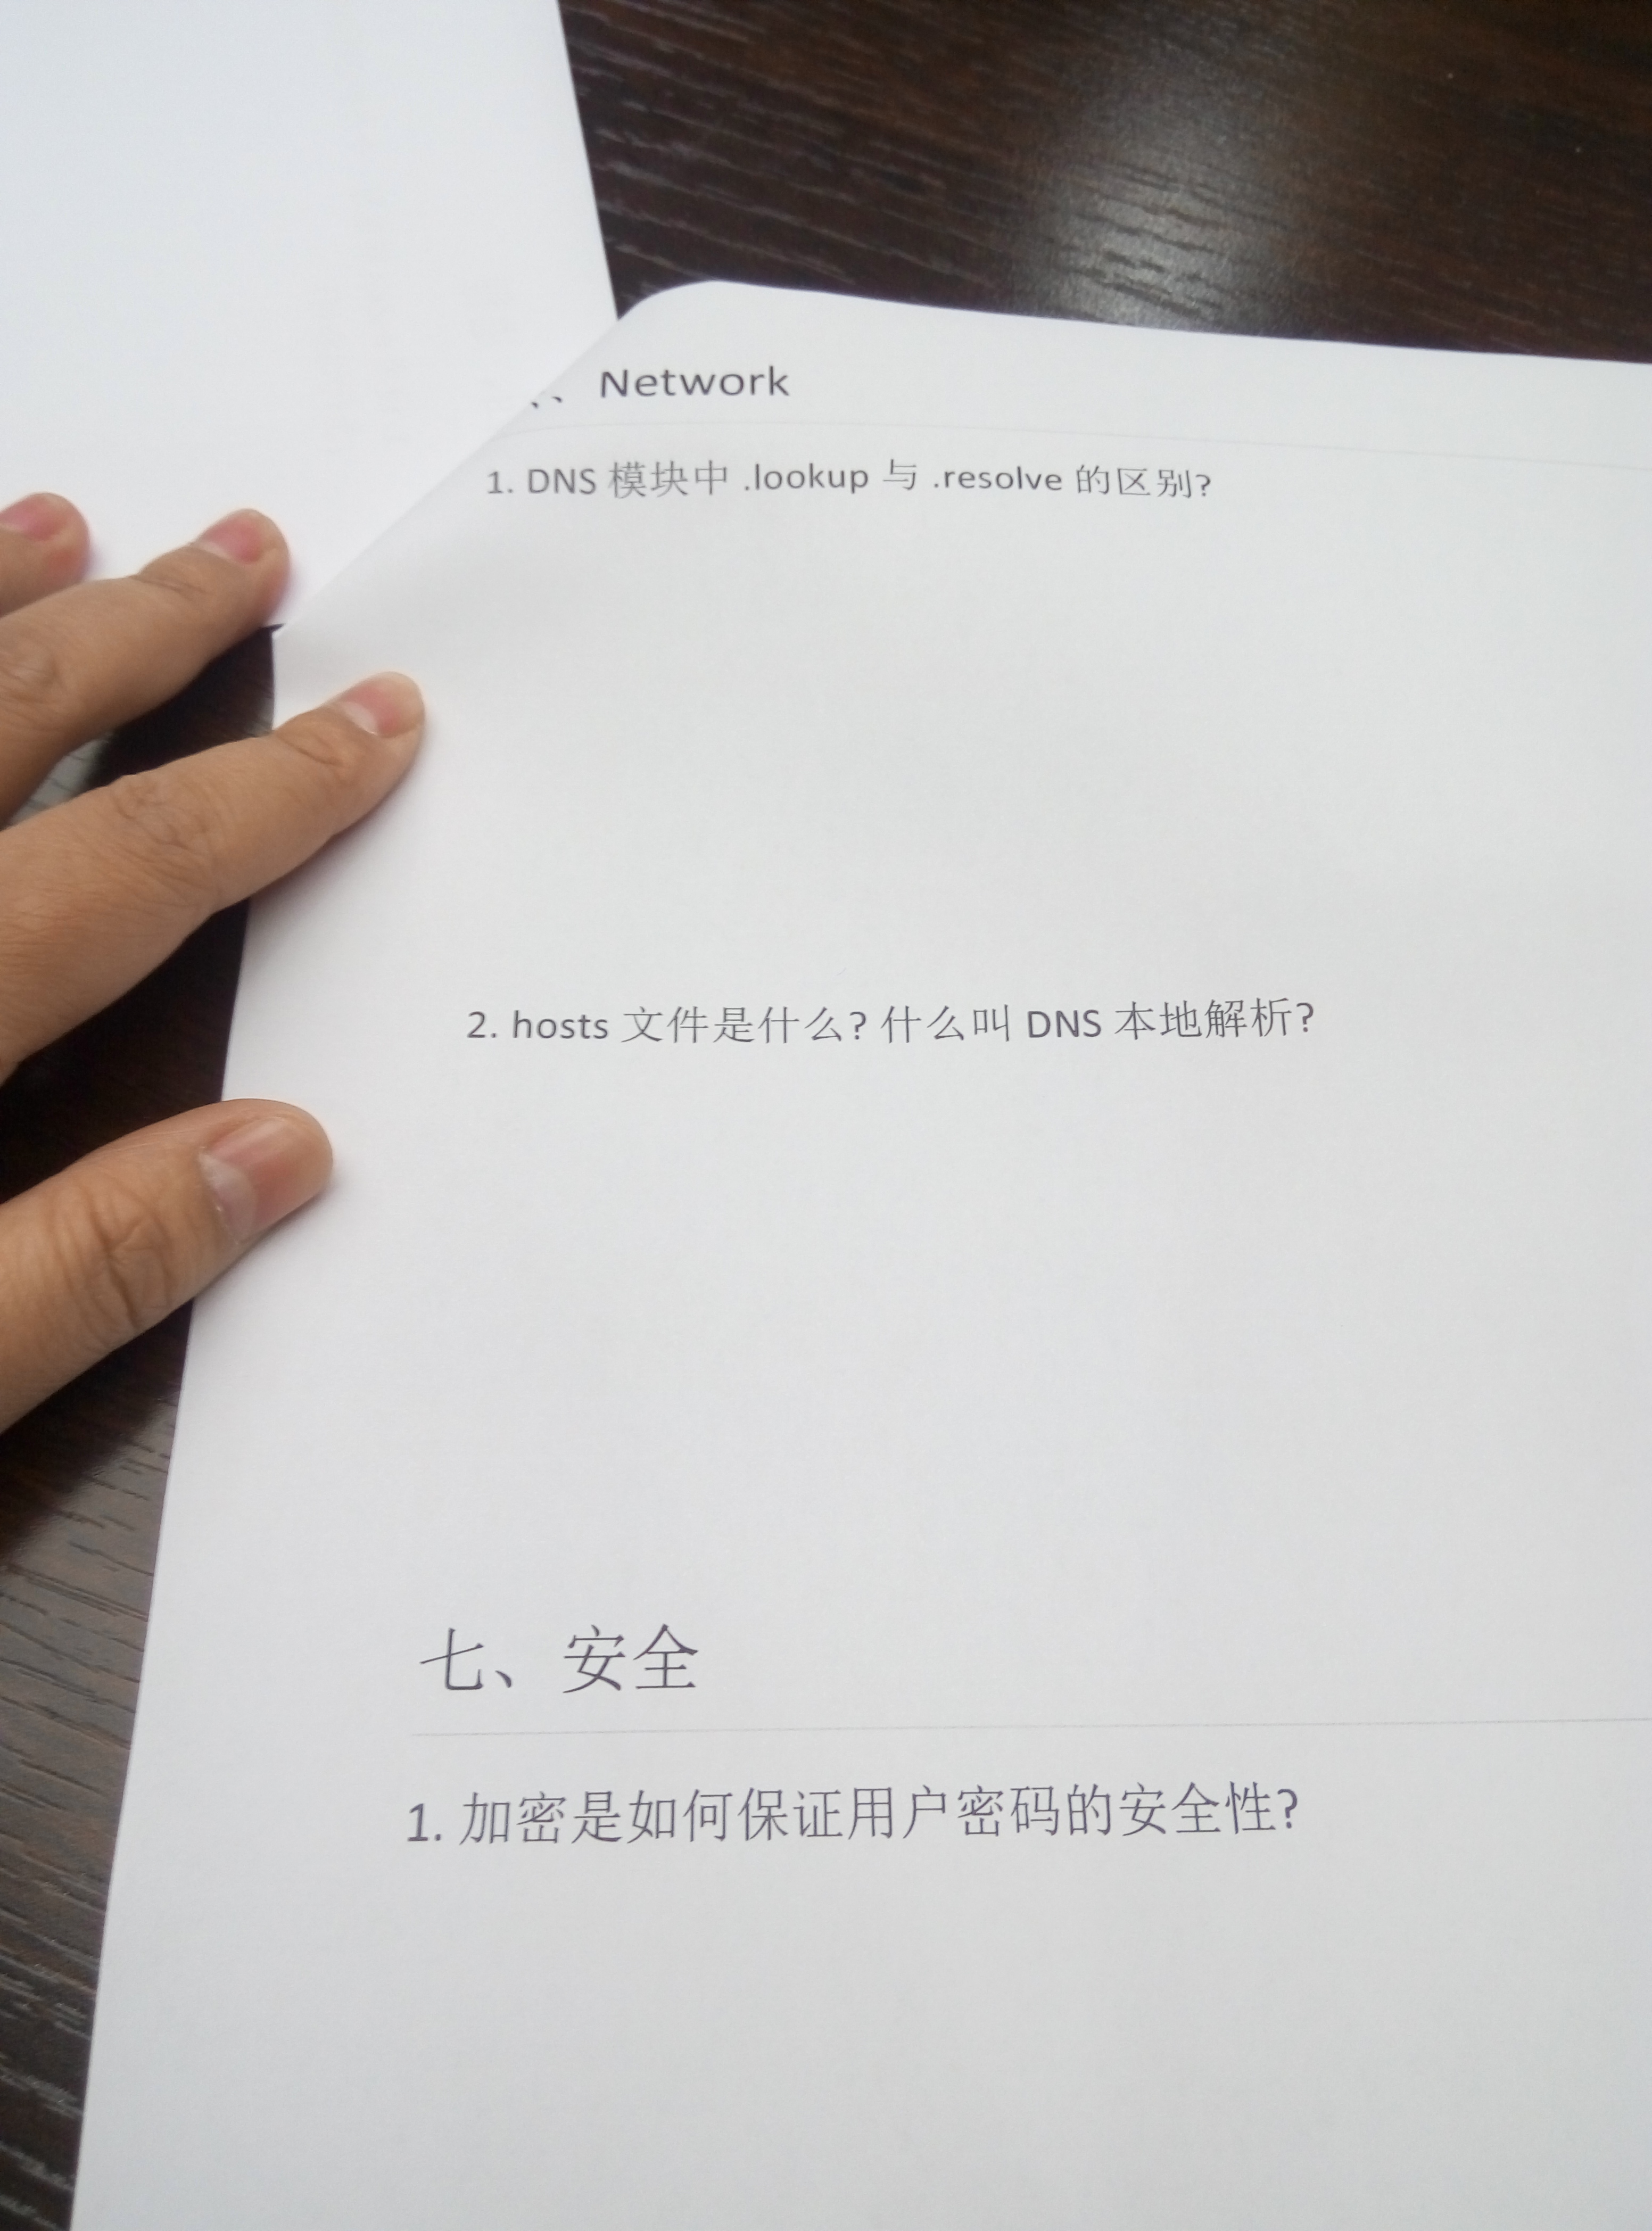 、 Network
1. DNS 模块中 .lookup 与 .resolve 的区别?
2. hosts 文件是什么? 什么叫 DNS 本地解析?
七、安全
1. 加密是如何保证用户密码的安全性?